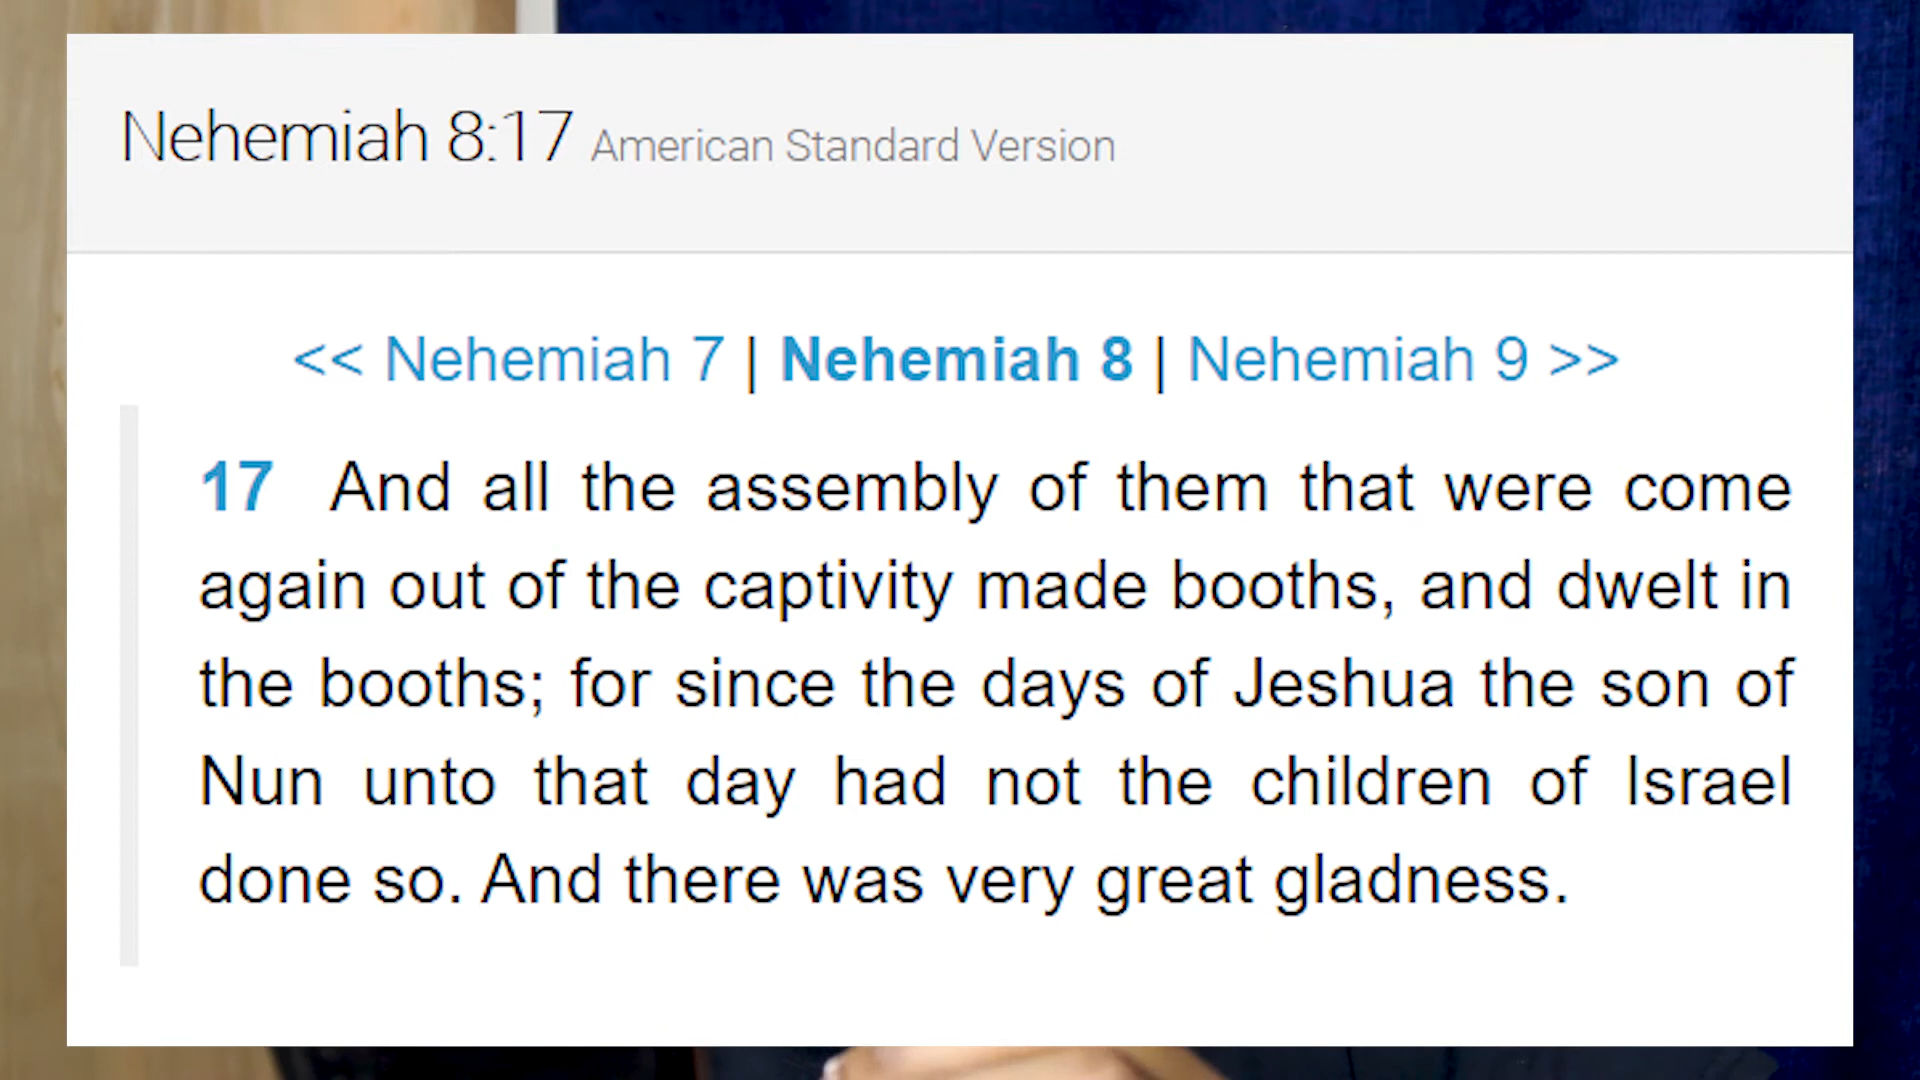 Nehemiah 8:17 American Standard Version
<< Nehemiah 7 | Nehemiah 8 | Nehemiah 9 >>
17 And all the assembly of them that were come
again out of the captivity made booths, and dwelt in
the booths; for since the days of Jeshua the son of
Nun unto that day had not the children of Israel
done so. And there was very great gladness.